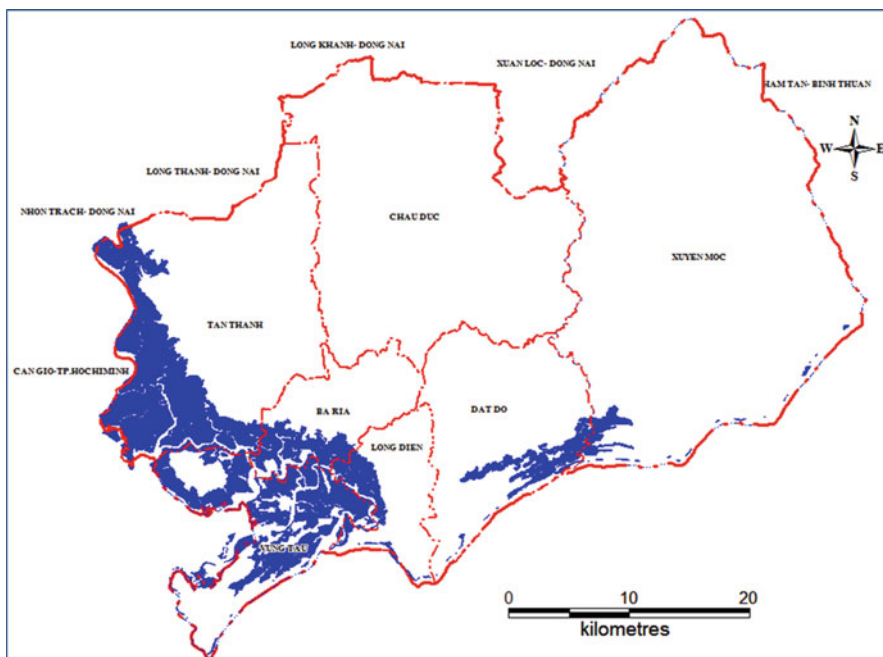 LONG KHANH- DONG NAI
XUAN LOC- DONG NAI
HAM TAN- BINH THUAN
N
W E
S
LONG THANH- DONG NAI
NHON TRACH- DONG NAI
CHAU DUC
XUYEN MOC
TAN THANH
CAN GIO-TP.HOCHIMINH
BA RIA
DAT DO
LONG DIEN
VUNG TAU
0 10 20
kilometres